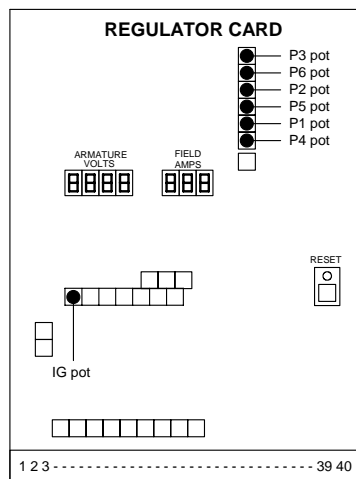 REGULATOR CARD
P3 pot
P6 pot
P2 pot
P5 pot
P1 pot
P4 pot
ARMATURE
VOLTS
FIELD
AMPS
8888
888
RESET
IG pot
1 2 3 - - - - - - - - - - - - - - - - - - - - - - - - - - - - - - - 39 40